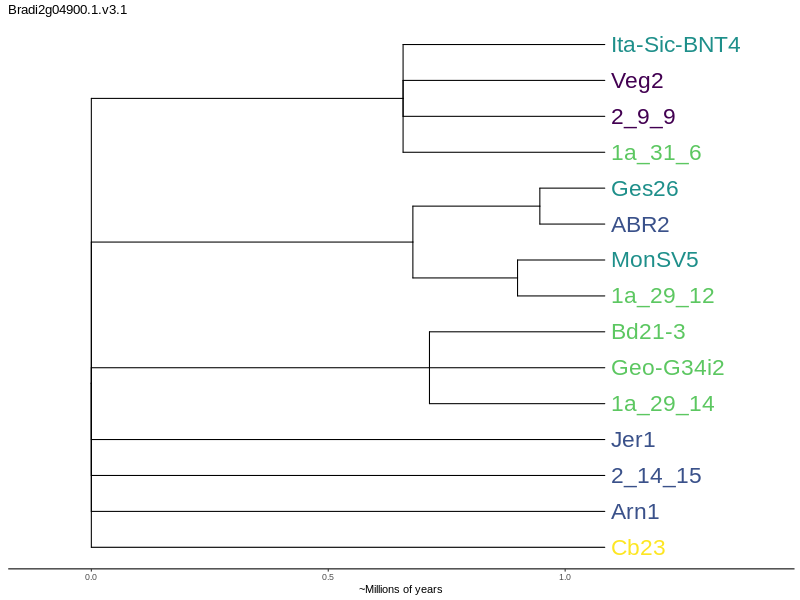 Bradi2g04900.1.v3.1
Ita-Sic-BNT4
Veg2
2_9_9
1a_31_6
Ges26
ABR2
MonSV5
1a_29_12
Bd21-3
Geo-G34i2
1a_29_14
Jer1
2_14_15
Arn1
Cb23
0.0 0.5 1.0
~Millions of years